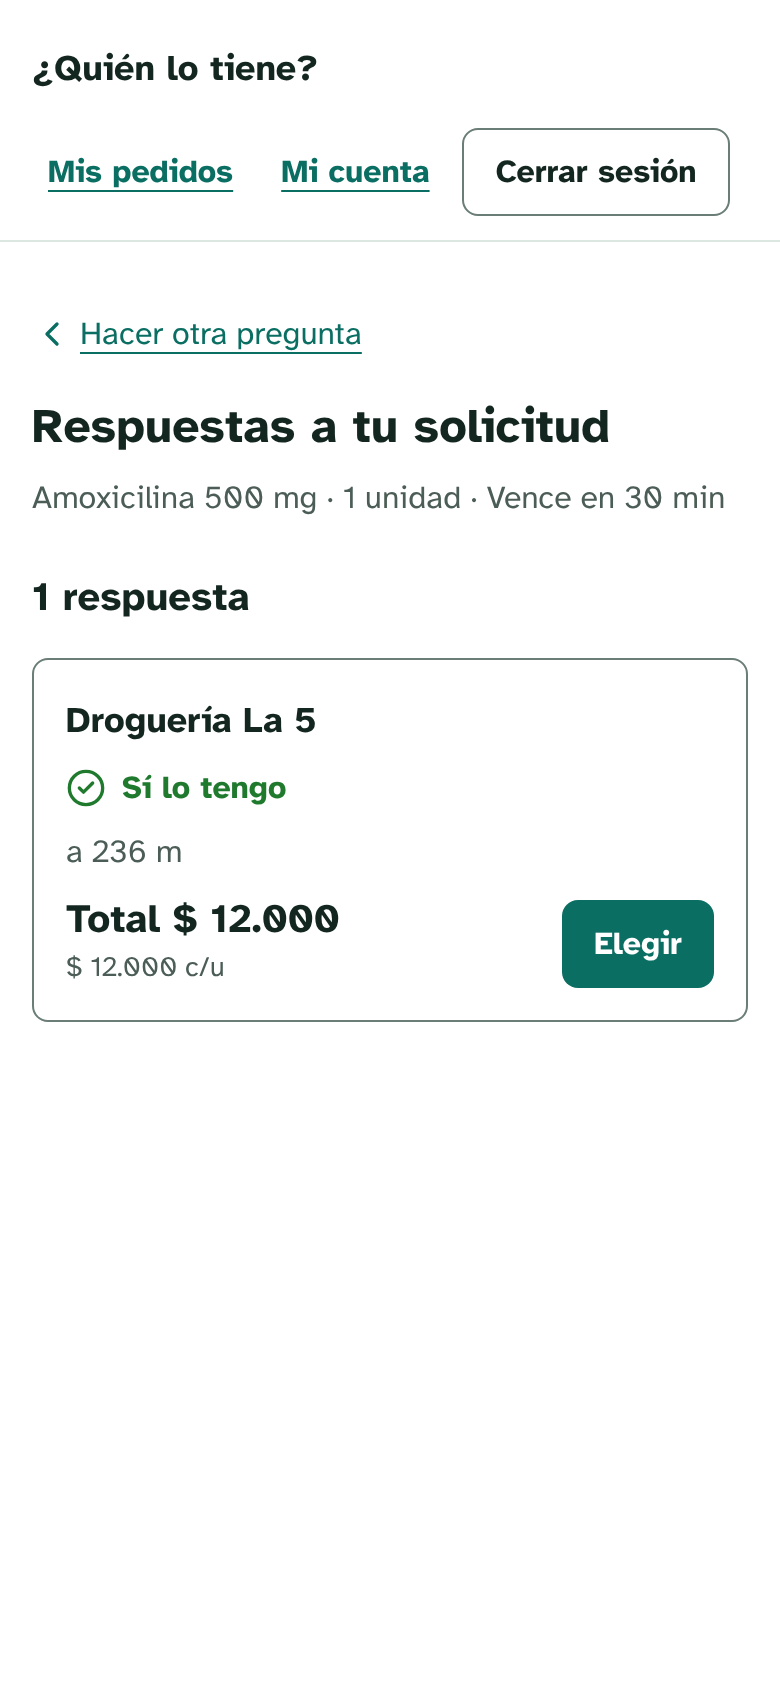 ¿Quién lo tiene?
Mis pedidos Mi cuenta Cerrar sesión
Hacer otra pregunta
Respuestas a tu solicitud
Amoxicilina 500 mg · 1 unidad · Vence en 30 min
1 respuesta
Droguería La 5
Sí lo tengo
a 236 m
Total $ 12.000
$ 12.000 c/u
Elegir